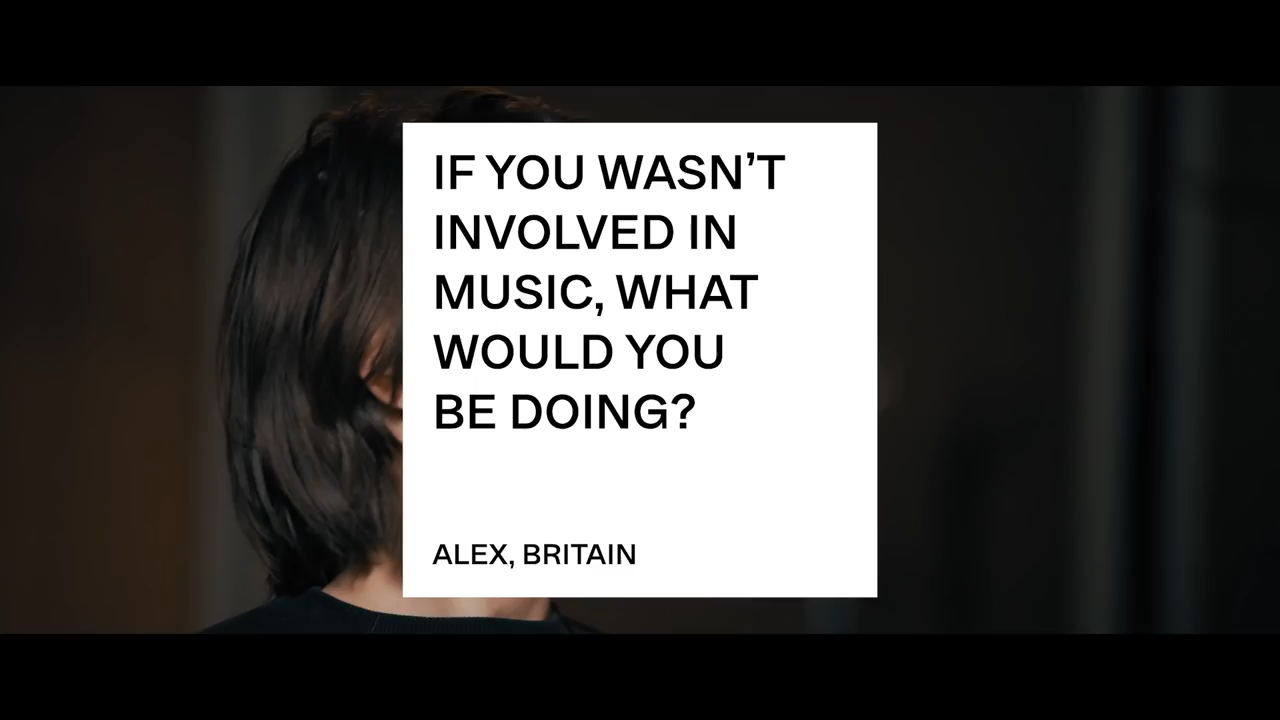 IF YOU WASN’T
INVOLVED IN
MUSIC, WHAT
WOULD YOU
BE DOING?
ALEX, BRITAIN